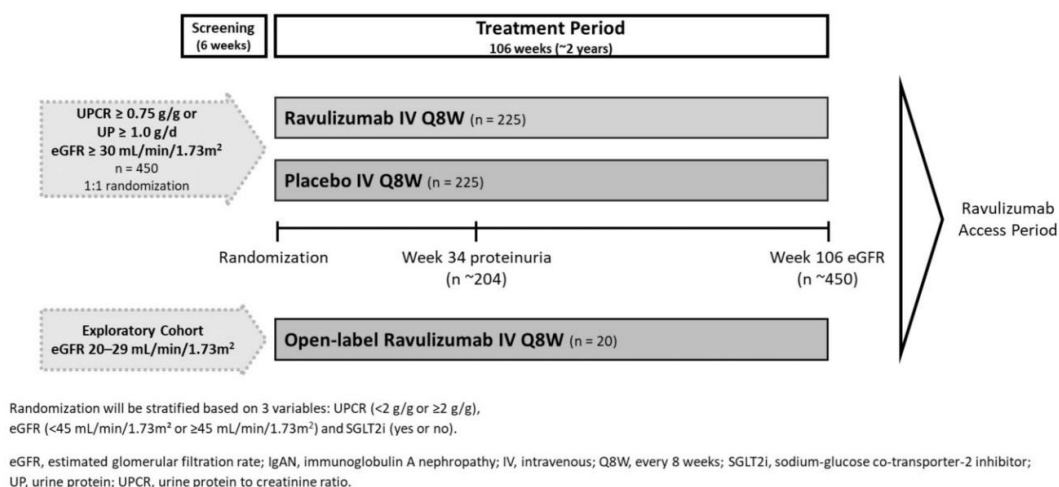 Screening
(6 weeks)
Treatment Period
106 weeks (~2 years)
UPCR ≥ 0.75 g/g or
UP ≥ 1.0 g/d
eGFR ≥ 30 mL/min/1.73m²
n = 450
1:1 randomization
Ravulizumab IV Q8W (n = 225)
Placebo IV Q8W (n = 225)
Randomization
Week 34 proteinuria
(n ~204)
Week 106 eGFR
(n ~450)
Ravulizumab
Access Period
Exploratory Cohort
eGFR 20–29 mL/min/1.73m²
Open-label Ravulizumab IV Q8W (n = 20)
Randomization will be stratified based on 3 variables: UPCR (<2 g/g or ≥2 g/g),
eGFR (<45 mL/min/1.73m² or ≥45 mL/min/1.73m²) and SGLT2i (yes or no).
eGFR, estimated glomerular filtration rate; IgAN, immunoglobulin A nephropathy; IV, intravenous; Q8W, every 8 weeks; SGLT2i, sodium-glucose co-transporter-2 inhibitor;
UP, urine protein; UPCR, urine protein to creatinine ratio.